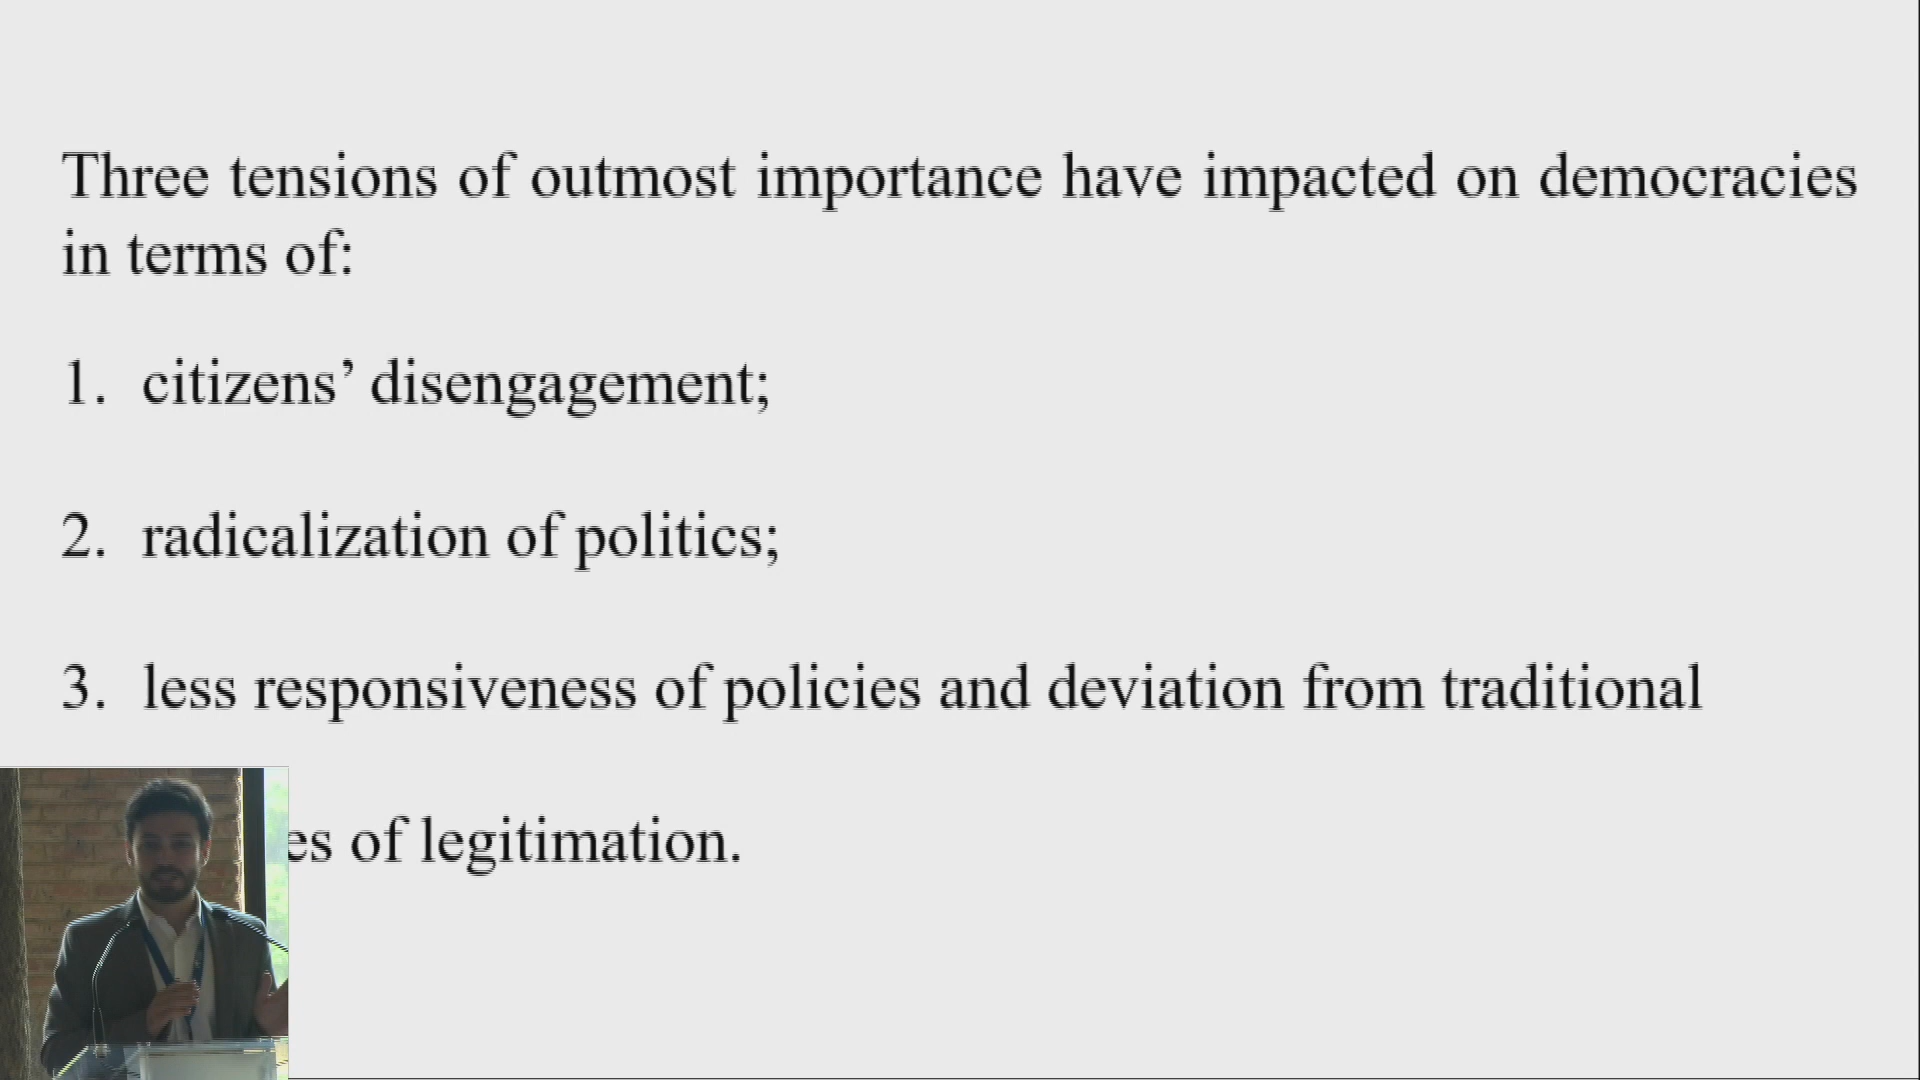 Three tensions of outmost importance have impacted on democracies
in terms of:
1. citizens’ disengagement;
2. radicalization of politics;
3. less responsiveness of policies and deviation from traditional
of legitimation.